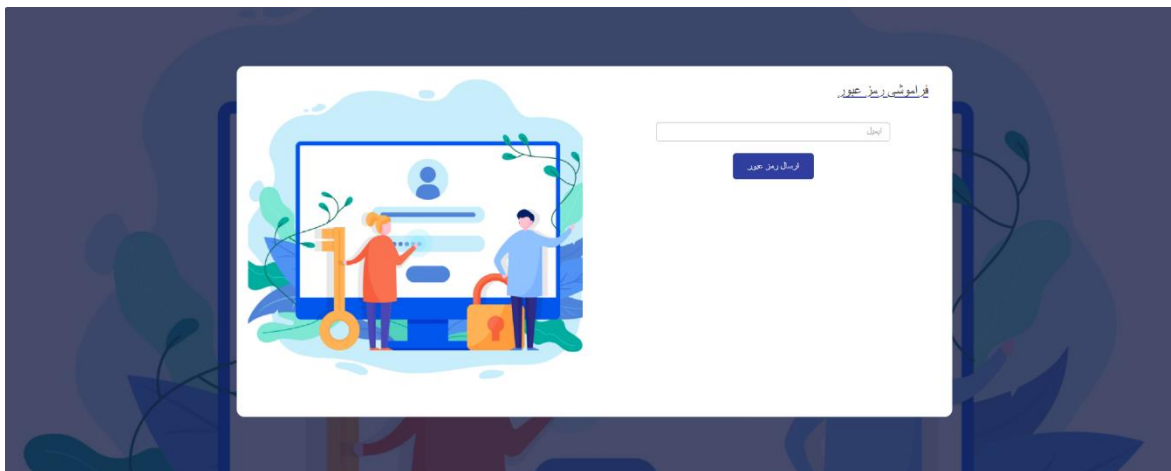 فراموشی رمز عبور
ایمیل
ارسال رمز عبور